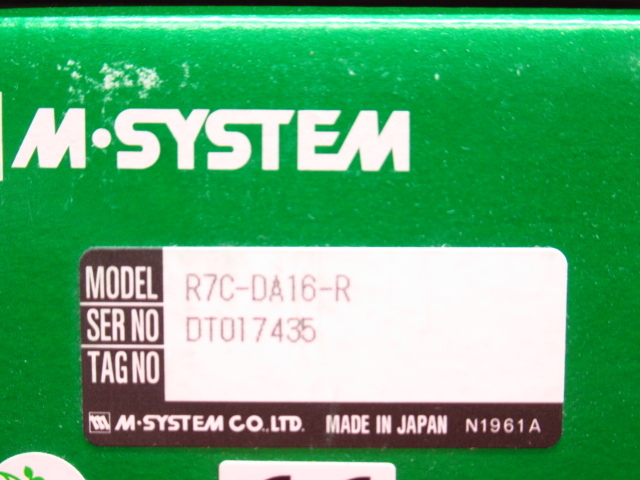 M·SYSTEM
MODEL R7C-DA16-R
SER NO DT017435
TAG NO
M·SYSTEM CO.,LTD. MADE IN JAPAN N1961A